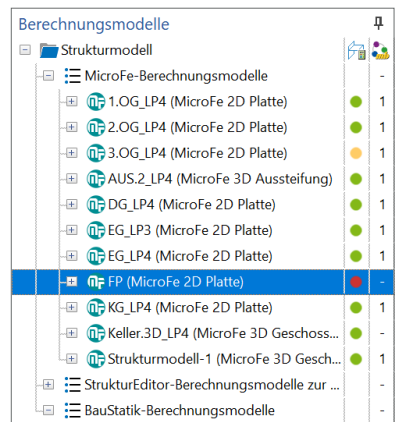 Berechnungsmodelle
Strukturmodell
MicroFe-Berechnungsmodelle -
1.OG_LP4 (MicroFe 2D Platte) 1
2.OG_LP4 (MicroFe 2D Platte) 1
3.OG_LP4 (MicroFe 2D Platte) 1
AUS.2_LP4 (MicroFe 3D Aussteifung) 1
DG_LP4 (MicroFe 2D Platte) 1
EG_LP3 (MicroFe 2D Platte) 1
EG_LP4 (MicroFe 2D Platte) 1
FP (MicroFe 2D Platte) -
KG_LP4 (MicroFe 2D Platte) 1
Keller.3D_LP4 (MicroFe 3D Geschoss... -
Strukturmodell-1 (MicroFe 3D Gesch... 1
StrukturEditor-Berechnungsmodelle zur ... -
BauStatik-Berechnungsmodelle -